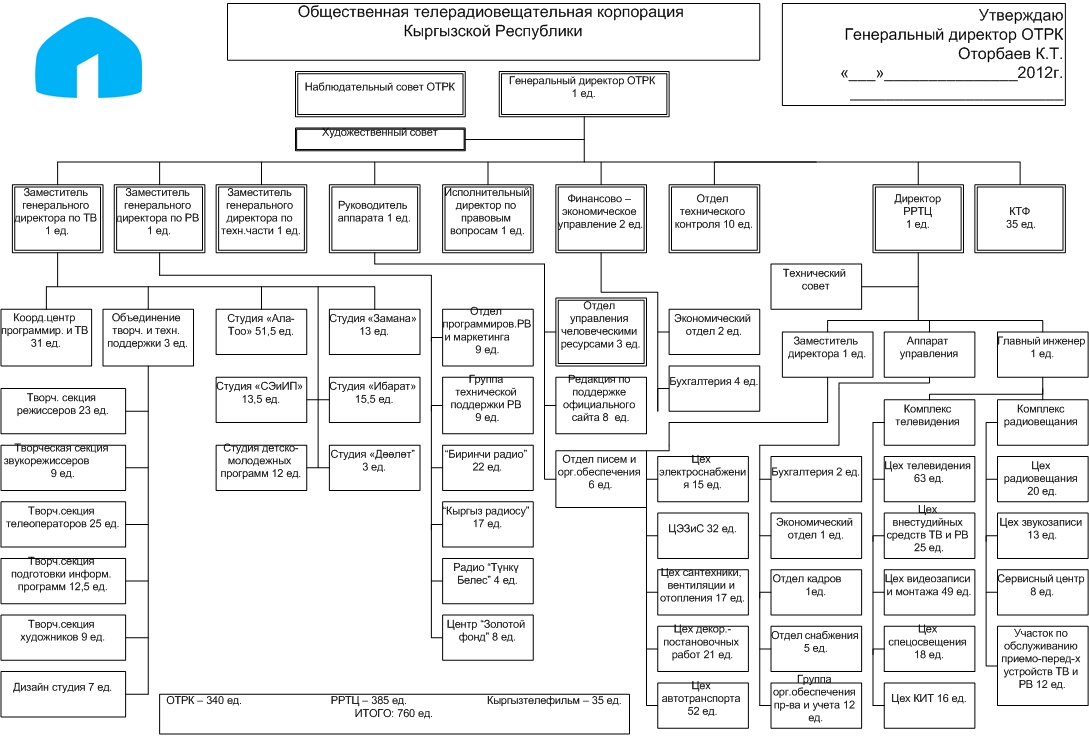 Общественная телерадиовещательная корпорация
Кыргызской Республики
Утверждаю
Генеральный директор ОТРК
Оторбаев К.Т.
«___»_______________2012г.
________________________
Наблюдательный совет ОТРК
Генеральный директор ОТРК
1 ед.
Художественный совет
Заместитель
генерального
директора по ТВ
1 ед.
Заместитель
генерального
директора по РВ
1 ед.
Заместитель
генерального
директора по
техн.части 1 ед.
Руководитель
аппарата 1 ед.
Исполнительный
директор по
правовым
вопросам 1 ед.
Финансово –
экономическое
управление 2 ед.
Отдел
технического
контроля 10 ед.
Директор
РРТЦ
1 ед.
КТФ
35 ед.
Технический
совет
Коорд.центр
программир. и ТВ
31 ед.
Объединение
творч. и техн.
поддержки 3 ед.
Студия «Ала-
Тоо» 51,5 ед.
Студия «Замана»
13 ед.
Отдел
программиров.РВ
и маркетинга
9 ед.
Отдел
управления
человеческими
ресурсами 3 ед.
Экономический
отдел 2 ед.
Заместитель
директора 1 ед.
Аппарат
управления
Главный инженер
1 ед.
Творч. секция
режиссеров 23 ед.
Студия «СЭиИП»
13,5 ед.
Студия «Ибарат»
15,5 ед.
Группа
технической
поддержки РВ
9 ед.
Редакция по
поддержке
официального
сайта 8 ед.
Бухгалтерия 4 ед.
Комплекс
телевидения
Комплекс
радиовещания
Творческая секция
звукорежиссеров
9 ед.
Студия детско-
молодежных
программ 12 ед.
Студия «Дөөлөт»
3 ед.
“Биринчи радио”
22 ед.
Отдел писем и
орг.обеспечения
6 ед.
Цех
электроснабжени
я 15 ед.
Бухгалтерия 2 ед.
Цех телевидения
63 ед.
Цех
радиовещания
20 ед.
Творч.секция
телеоператоров 25 ед.
“Кыргыз радиосу”
17 ед.
ЦЭЗиС 32 ед.
Экономический
отдел 1 ед.
Цех
внестудийных
средств ТВ и РВ
25 ед.
Цех звукозаписи
13 ед.
Творч.секция
подготовки информ.
программ 12,5 ед.
Радио “Түнкү
Белес” 4 ед.
Цех сантехники,
вентиляции и
отопления 17 ед.
Отдел кадров
1ед.
Цех видеозаписи
и монтажа 49 ед.
Сервисный центр
8 ед.
Творч.секция
художников 9 ед.
Центр “Золотой
фонд” 8 ед.
Цех декор.-
постановочных
работ 21 ед.
Отдел снабжения
5 ед.
Цех
спецосвещения
18 ед.
Участок по
обслуживанию
приемо-перед-х
устройств ТВ и
РВ 12 ед.
Дизайн студия 7 ед.
Цех
автотранспорта
52 ед.
Группа
орг.обеспечения
пр-ва и учета 12
ед.
Цех КИТ 16 ед.
ОТРК – 340 ед. РРТЦ – 385 ед. Кыргызтелефильм – 35 ед.
ИТОГО: 760 ед.